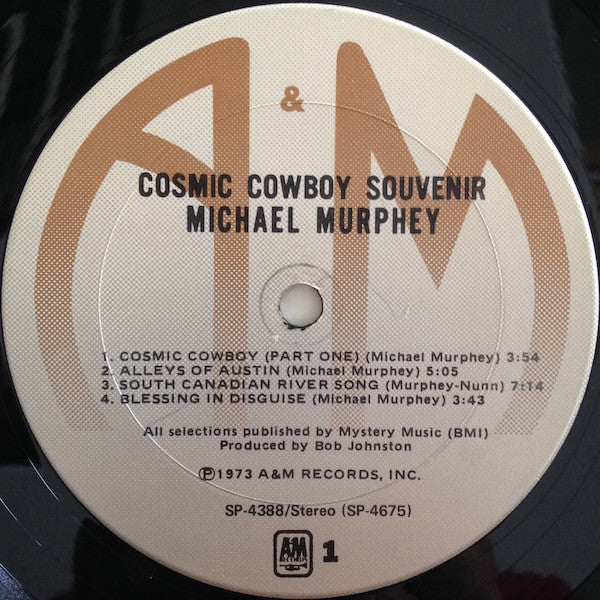 A&M
COSMIC COWBOY SOUVENIR
MICHAEL MURPHEY
1. COSMIC COWBOY (PART ONE) (Michael Murphey) 3:54
2. ALLEYS OF AUSTIN (Michael Murphey) 5:05
3. SOUTH CANADIAN RIVER SONG (Murphey-Nunn) 7:14
4. BLESSING IN DISGUISE (Michael Murphey) 3:43
All selections published by Mystery Music (BMI)
Produced by Bob Johnston
℗1973 A&M RECORDS, INC.
SP-4388/Stereo (SP-4675)
A&M RECORDS 1